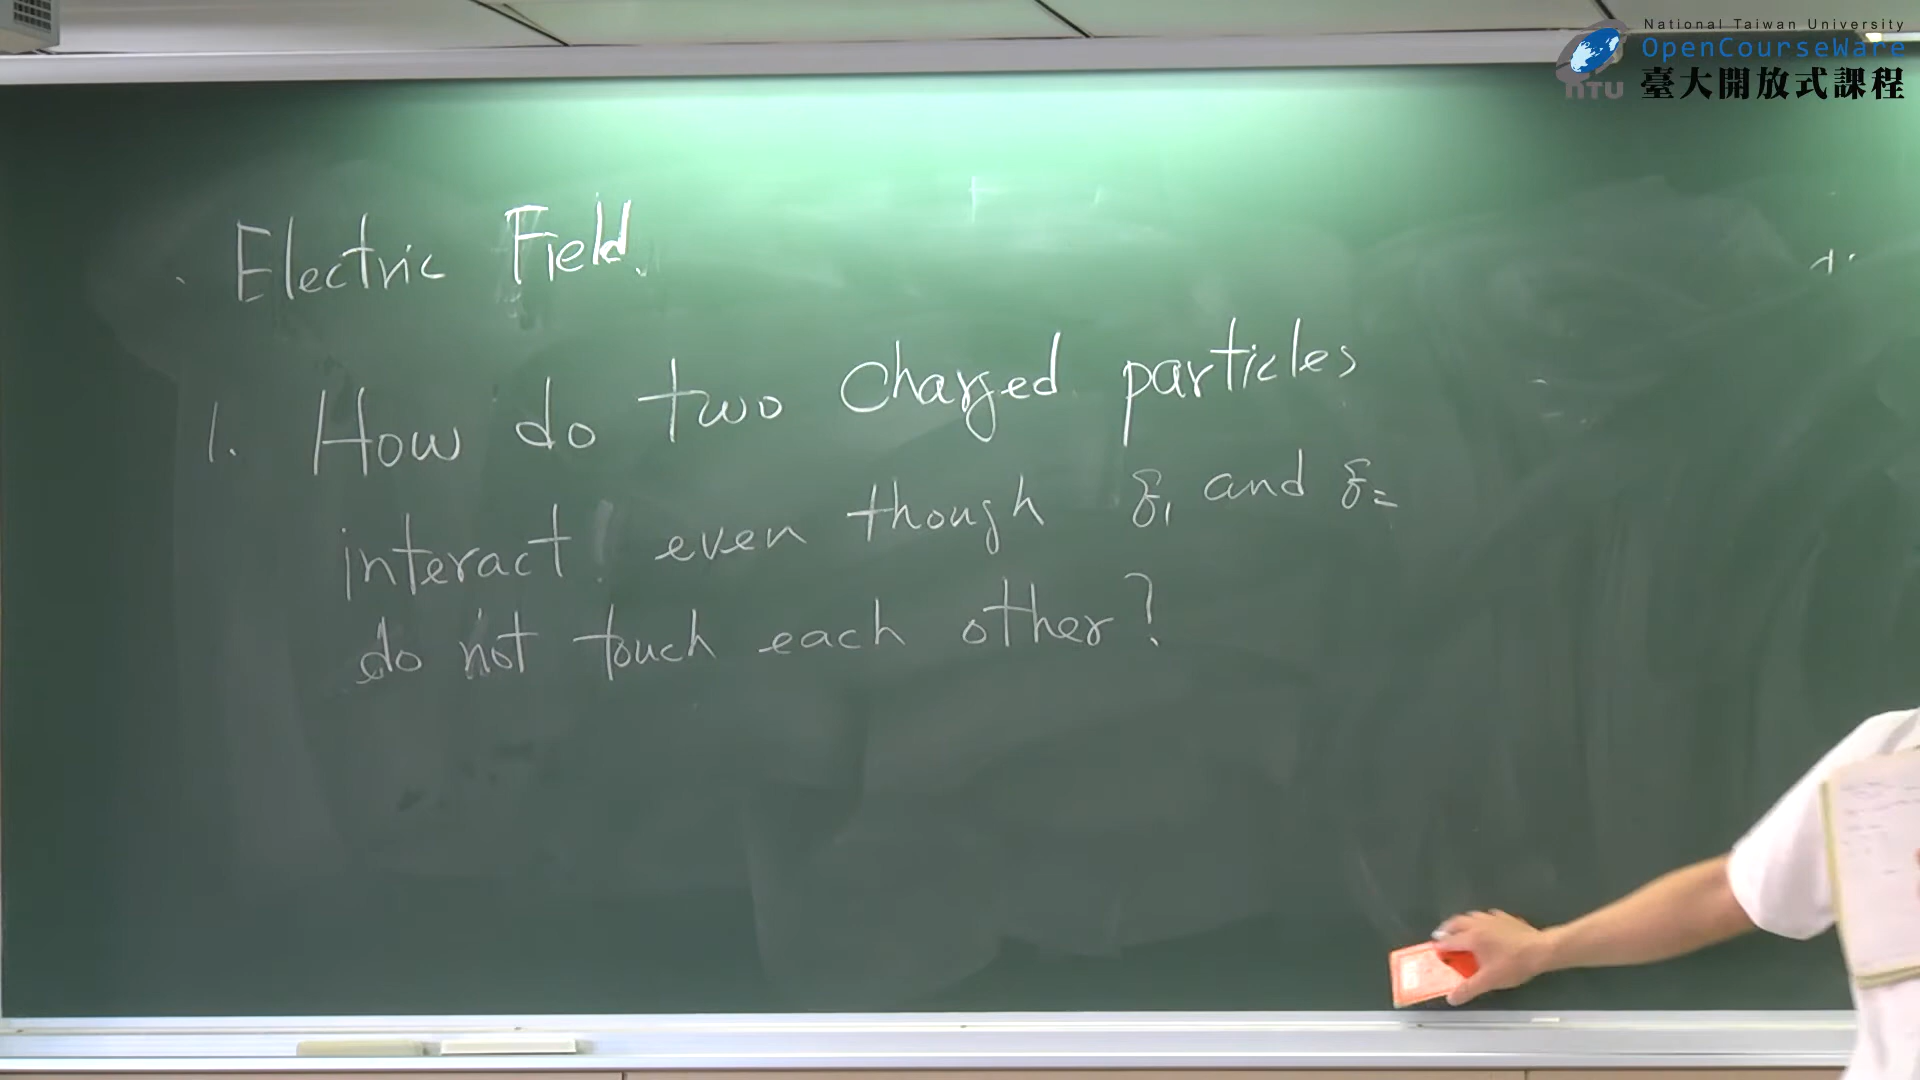 National Taiwan University
OpenCourseWare
NTU
臺大開放式課程
Electric Field.
1. How do two charged particles
interact even though q₁ and q₂
do not touch each other?